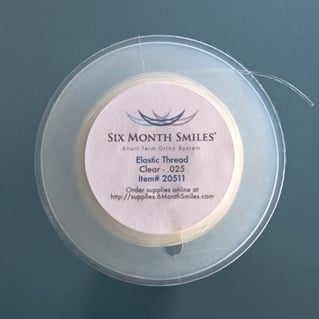 SIX MONTH SMILES®
Short Term Ortho System
Elastic Thread
Clear - .025
Item# 20511
Order supplies online at
http://supplies.6MonthSmiles.com